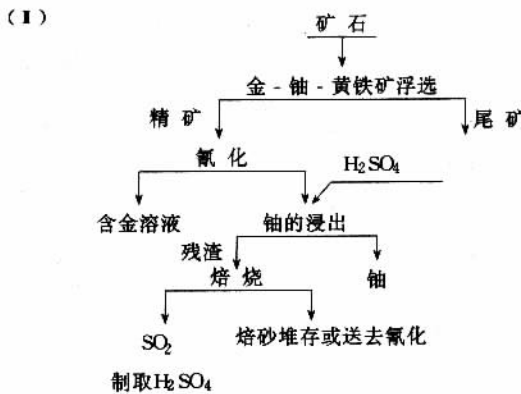 (Ⅱ)
矿 石
金 - 铀 - 黄铁矿浮选
精 矿
尾 矿
氰 化
H₂SO₄
含金溶液
铀的浸出
残渣
铀
焙 烧
SO₂
焙砂堆存或送去氰化
制取H₂SO₄